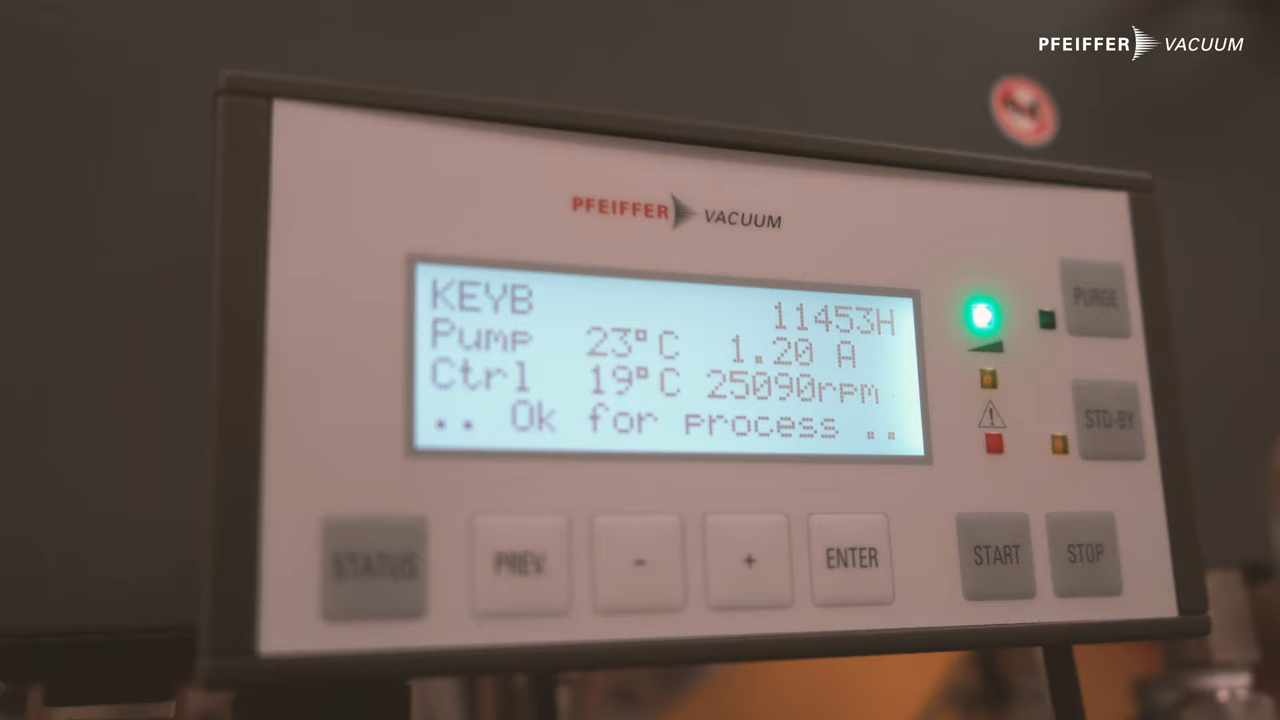 PFEIFFER VACUUM
PFEIFFER VACUUM
KEYB 11453H
Pump 23°C 1.20 A
Ctrl 19°C 25090rpm
.. Ok for process ..
PURGE
STD-BY
STATUS
PREV.
-
+
ENTER
START
STOP